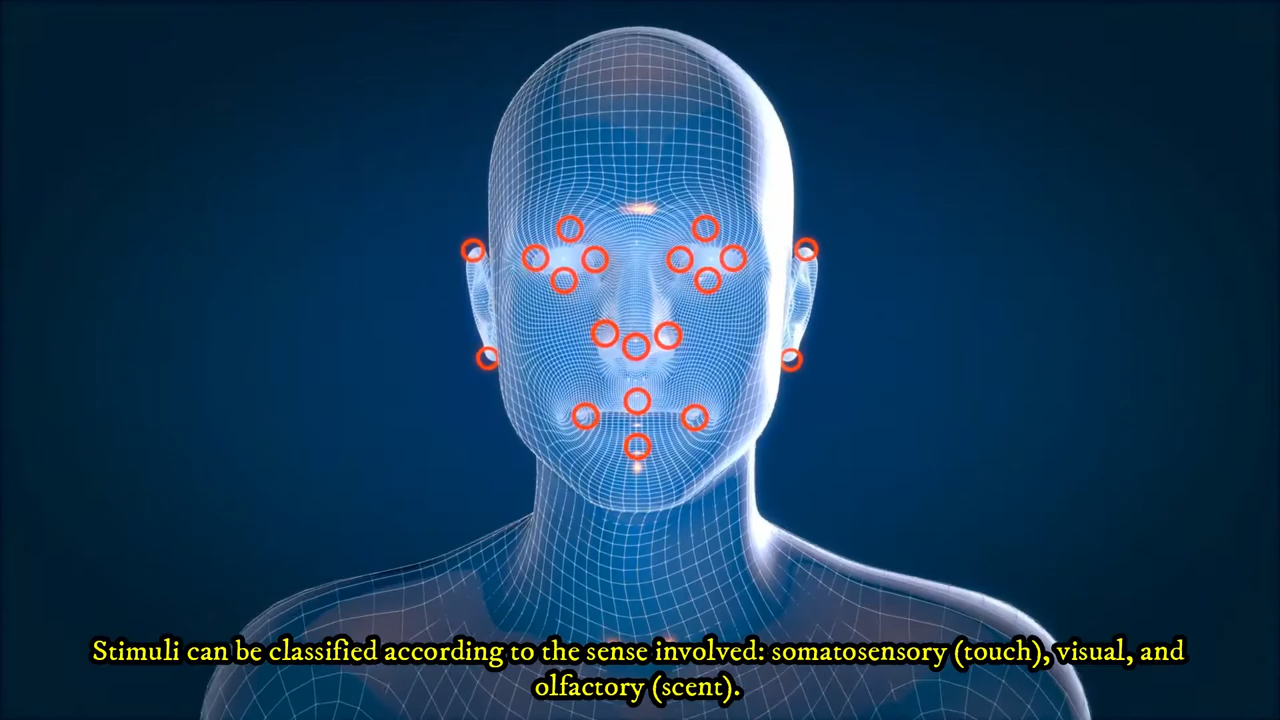 Stimuli can be classified according to the sense involved: somatosensory (touch), visual, and
olfactory (scent).